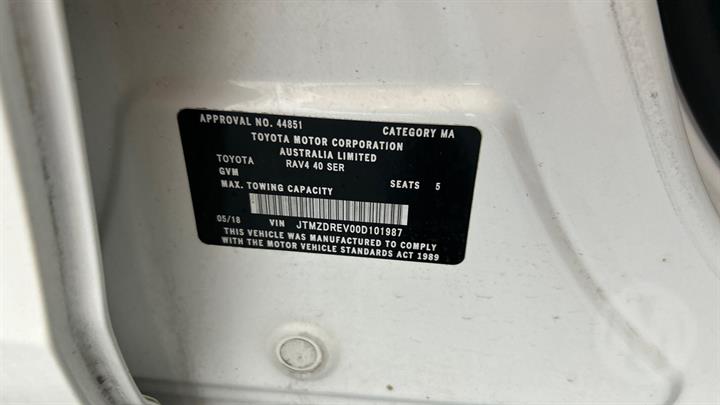 APPROVAL NO. 44851 CATEGORY MA
TOYOTA MOTOR CORPORATION
AUSTRALIA LIMITED
TOYOTA RAV4 40 SER
GVM
MAX. TOWING CAPACITY SEATS 5
05/18 VIN JTMZDREV00D101987
THIS VEHICLE WAS MANUFACTURED TO COMPLY
WITH THE MOTOR VEHICLE STANDARDS ACT 1989